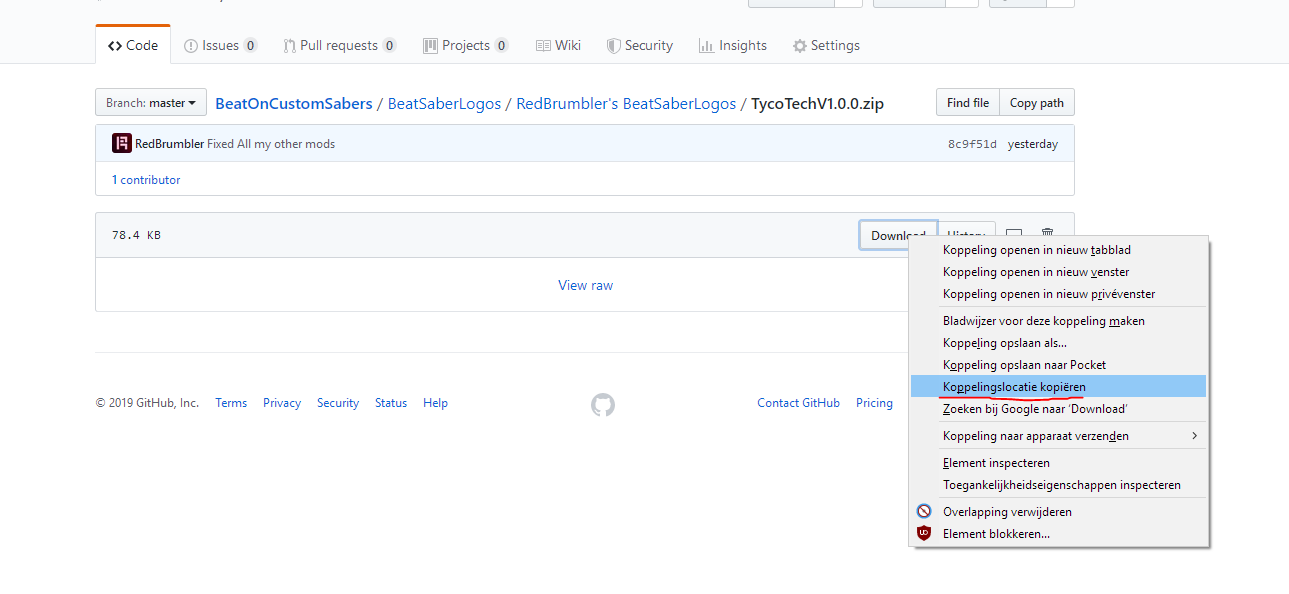 Code Issues 0 Pull requests 0 Projects 0 Wiki Security Insights Settings
Branch: master BeatOnCustomSabers / BeatSaberLogos / RedBrumbler's BeatSaberLogos / TycoTechV1.0.0.zip Find file Copy path
RedBrumbler Fixed All my other mods 8c9f51d yesterday
1 contributor
78.4 KB Download History
View raw
Koppeling openen in nieuw tabblad
Koppeling openen in nieuw venster
Koppeling openen in nieuw privévenster
Bladwijzer voor deze koppeling maken
Koppeling opslaan als...
Koppeling opslaan naar Pocket
Koppelingslocatie kopiëren
Zoeken bij Google naar ‘Download’
Koppeling naar apparaat verzenden
Element inspecteren
Toegankelijkheidseigenschappen inspecteren
Overlapping verwijderen
Element blokkeren...
© 2019 GitHub, Inc. Terms Privacy Security Status Help Contact GitHub Pricing